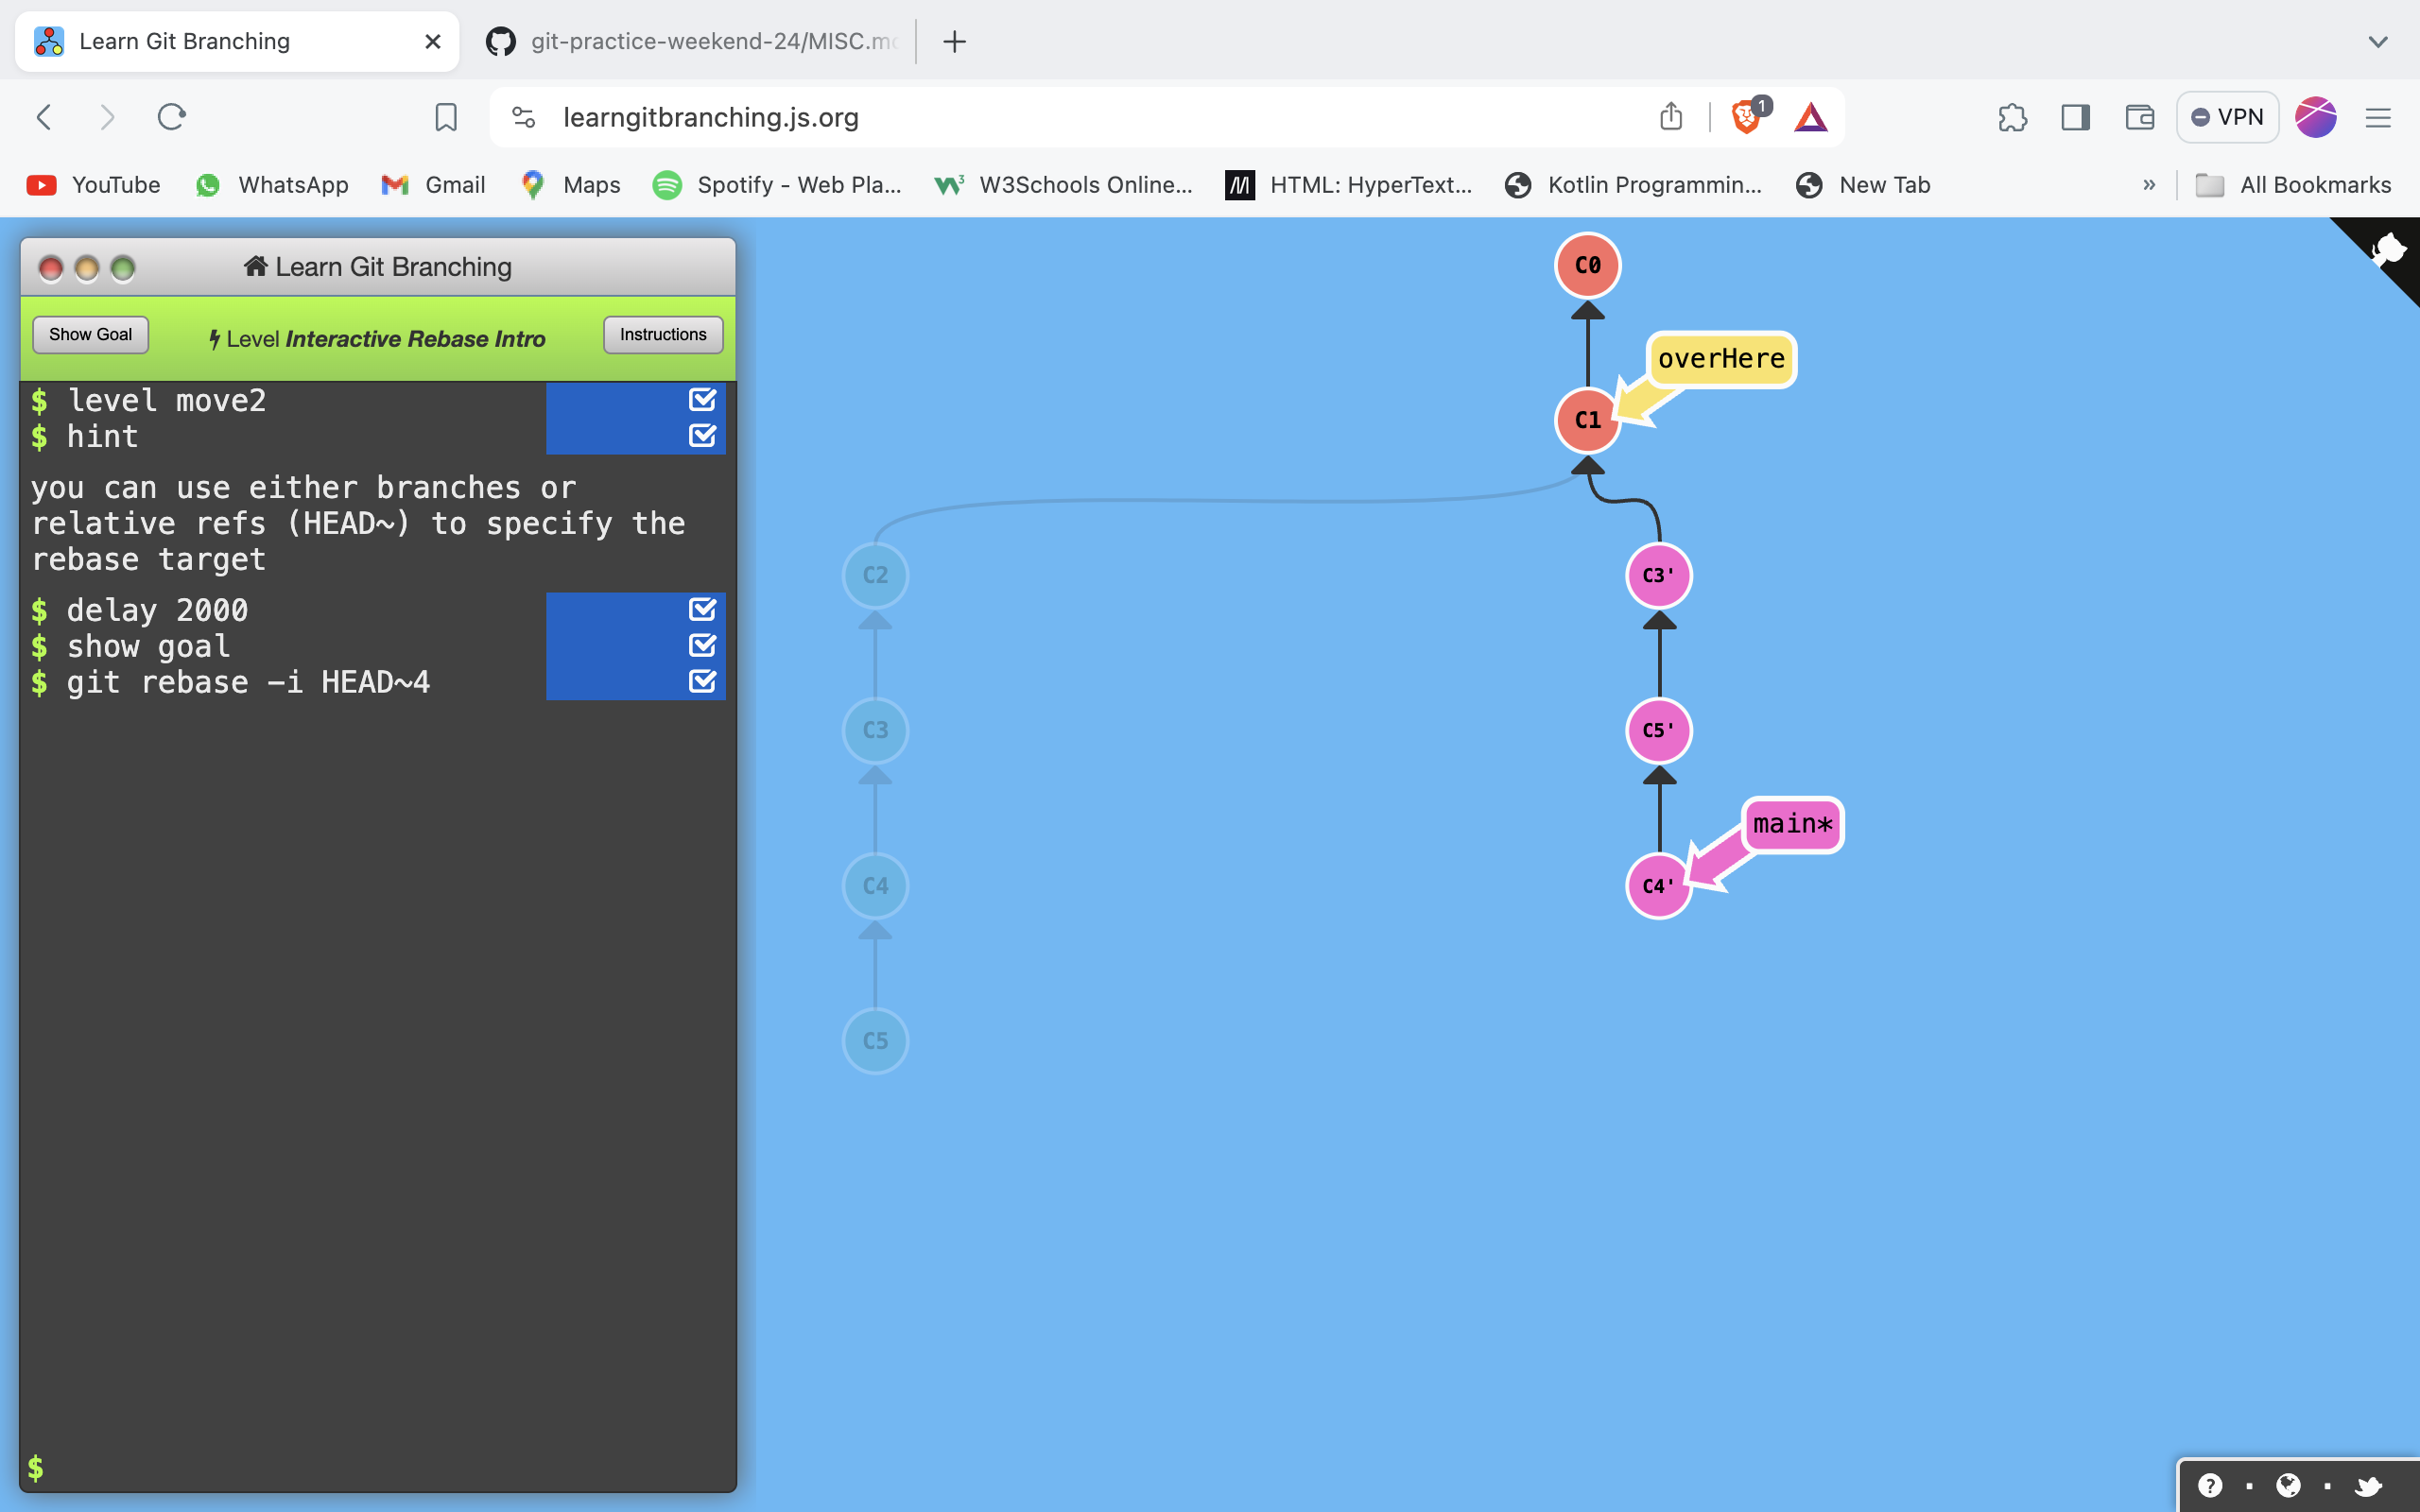 Learn Git Branching
git-practice-weekend-24/MISC.m
learngitbranching.js.org
1
VPN
YouTube
WhatsApp
Gmail
Maps
Spotify - Web Pla...
W3Schools Online...
HTML: HyperText...
Kotlin Programmin...
New Tab
»
All Bookmarks
Learn Git Branching
Show Goal
Level Interactive Rebase Intro
Instructions
$ level move2
$ hint
you can use either branches or
relative refs (HEAD~) to specify the
rebase target
$ delay 2000
$ show goal
$ git rebase -i HEAD~4
$
C0
overHere
C1
C2
C3'
C3
C5'
main*
C4
C4'
C5